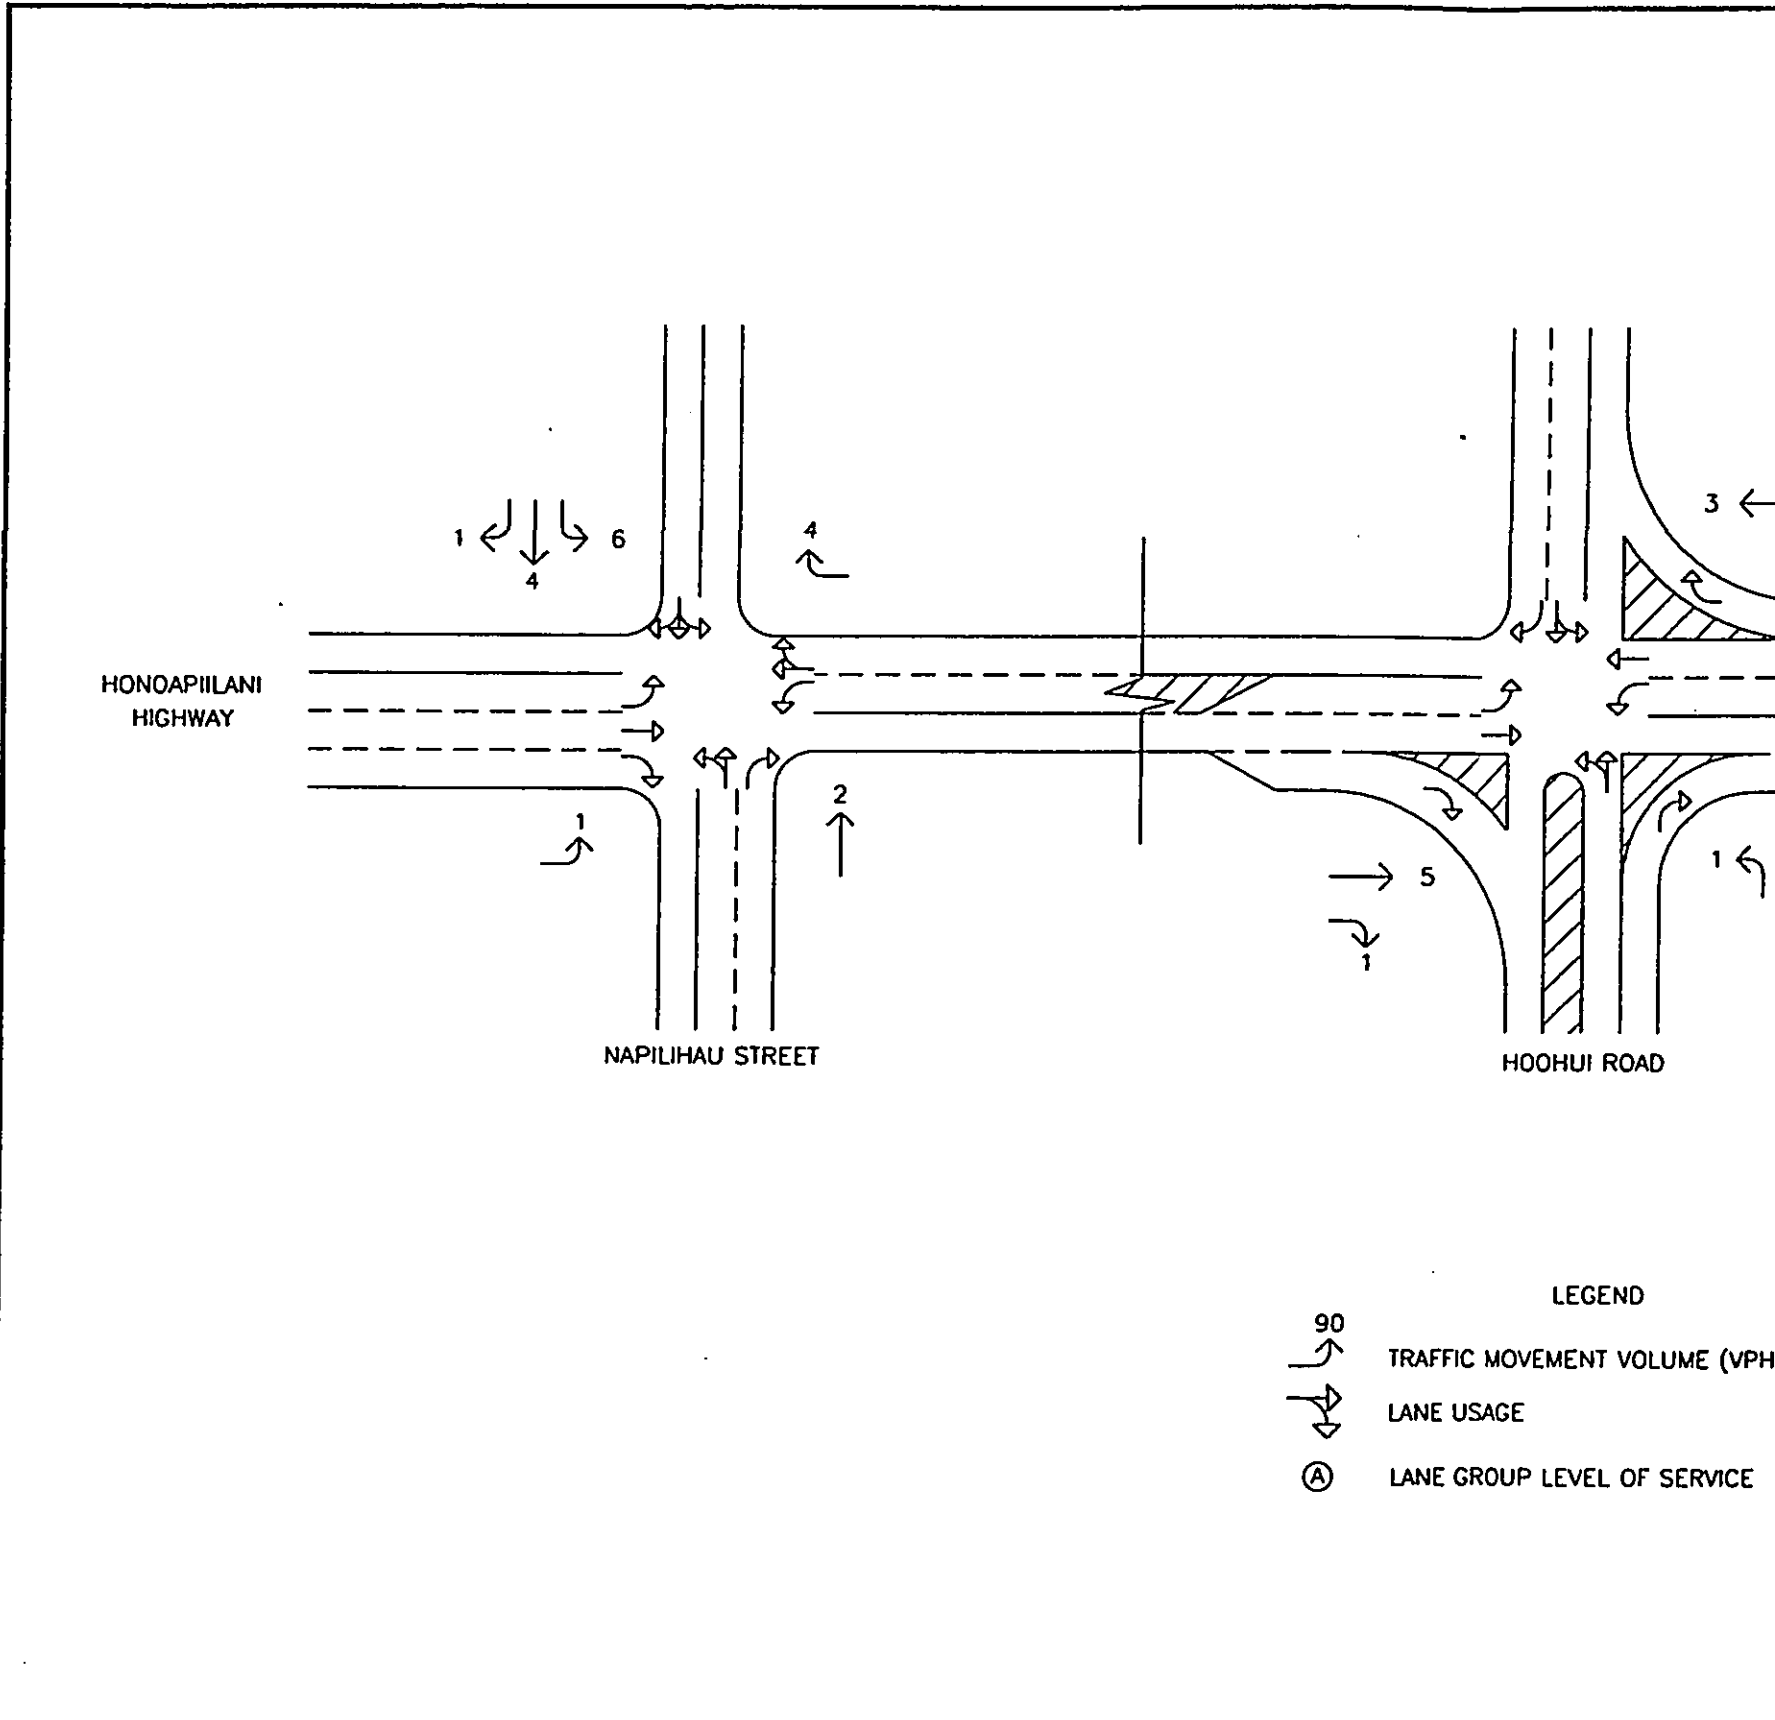 1
6
4
4
3
HONOAPIILANI
HIGHWAY
1
2
5
1
1
NAPILIHAU STREET
HOOHUI ROAD
LEGEND
90
TRAFFIC MOVEMENT VOLUME (VPH
LANE USAGE
A LANE GROUP LEVEL OF SERVICE